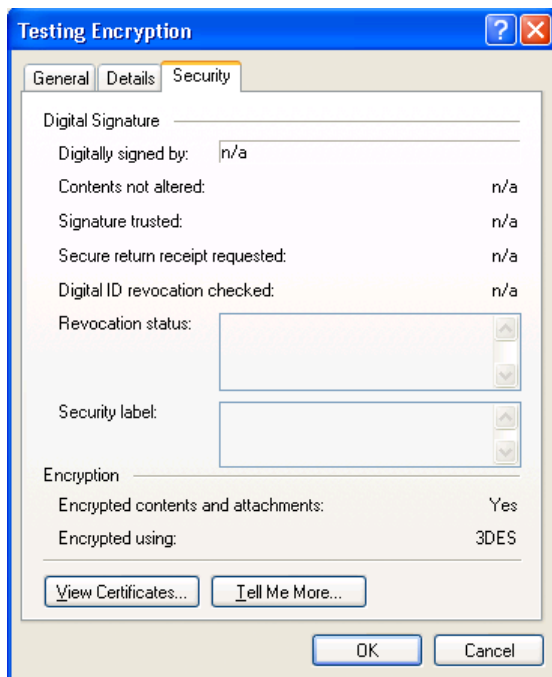 Testing Encryption
General Details Security
Digital Signature
Digitally signed by: n/a
Contents not altered: n/a
Signature trusted: n/a
Secure return receipt requested: n/a
Digital ID revocation checked: n/a
Revocation status:
Security label:
Encryption
Encrypted contents and attachments: Yes
Encrypted using: 3DES
View Certificates... Tell Me More...
OK Cancel